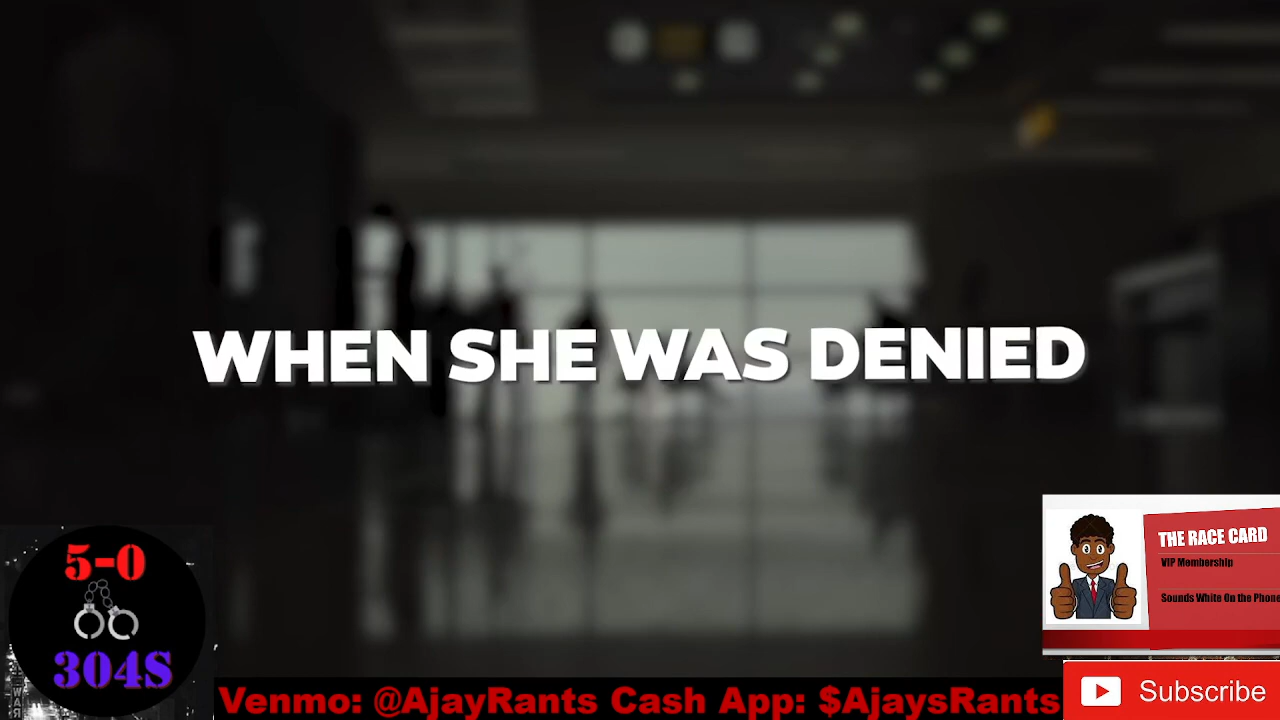 WHEN SHE WAS DENIED
5-0
304S
THE RACE CARD
VIP Membership
Sounds White On the Phone
Venmo: @AjayRants Cash App: $AjaysRants
Subscribe